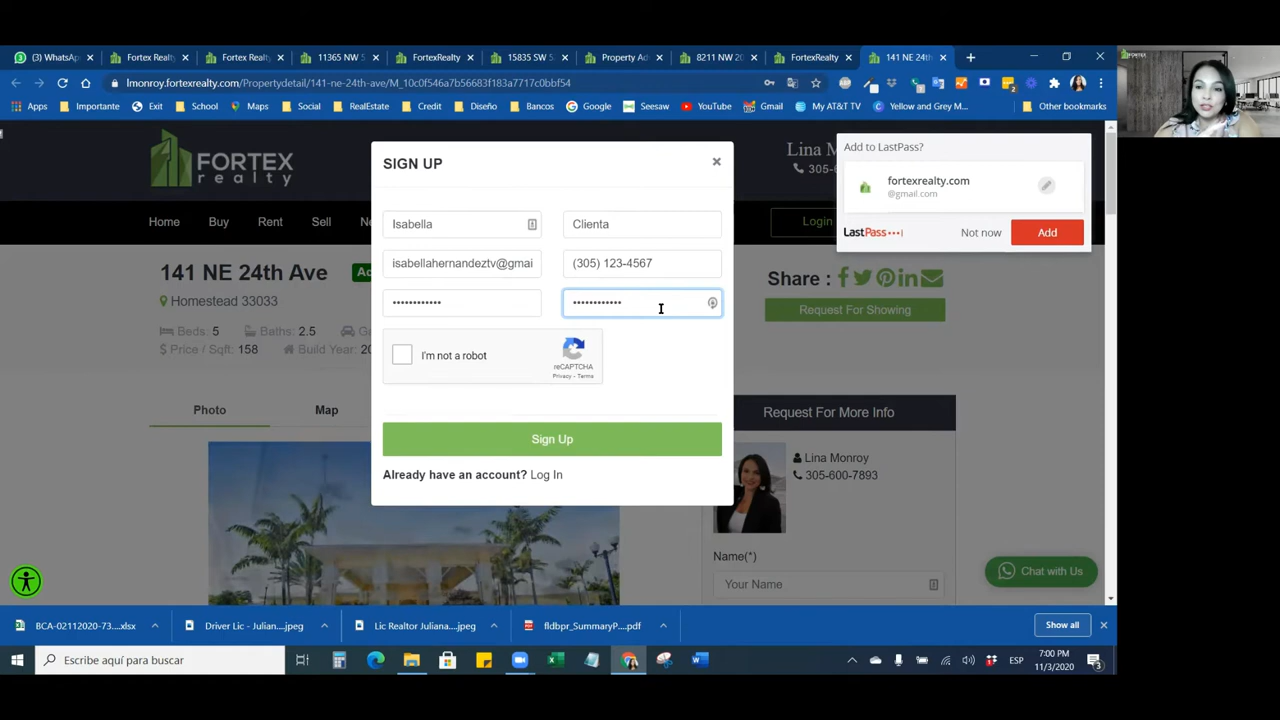 (3) WhatsApp
Fortex Realty
Fortex Realty
11365 NW
FortexRealty
15835 SW
Property Ad
8211 NW 20
FortexRealty
141 NE 24th
lmonroy.fortexrealty.com/Propertydetail/141-ne-24th-ave/M_10c0f546a7b3614ccd356e7717c0bbf54
Apps
Importante
Exit
School
Maps
Social
RealEstate
Credit
Diseño
Bancos
Google
Seesaw
YouTube
Gmail
My AT&T TV
Yellow and Grey M...
Other bookmarks
FORTEX
realty
Lina Mon
305-6
Home
Buy
Rent
Sell
Login
Add to LastPass?
fortexrealty.com
@gmail.com
LastPass
Not now
Add
SIGN UP
Isabella
Clienta
isabellahernandeztv@gmai
(305) 123-4567
I'm not a robot
reCAPTCHA
Privacy - Terms
Sign Up
Already have an account? Log In
141 NE 24th Ave
Homestead 33033
Beds: 5
Baths: 2.5
Price / Sqft: 158
Build Year: 20
Share :
Request For Showing
Photo
Map
Request For More Info
Lina Monroy
305-600-7893
Name(*)
Your Name
Chat with Us
BCA-02112020-73....xlsx
Driver Lic - Julian....jpeg
Lic Realtor Juliana....jpeg
fldbpr_SummaryP....pdf
Show all
Escribe aquí para buscar
ESP
7:00 PM
11/3/2020
3